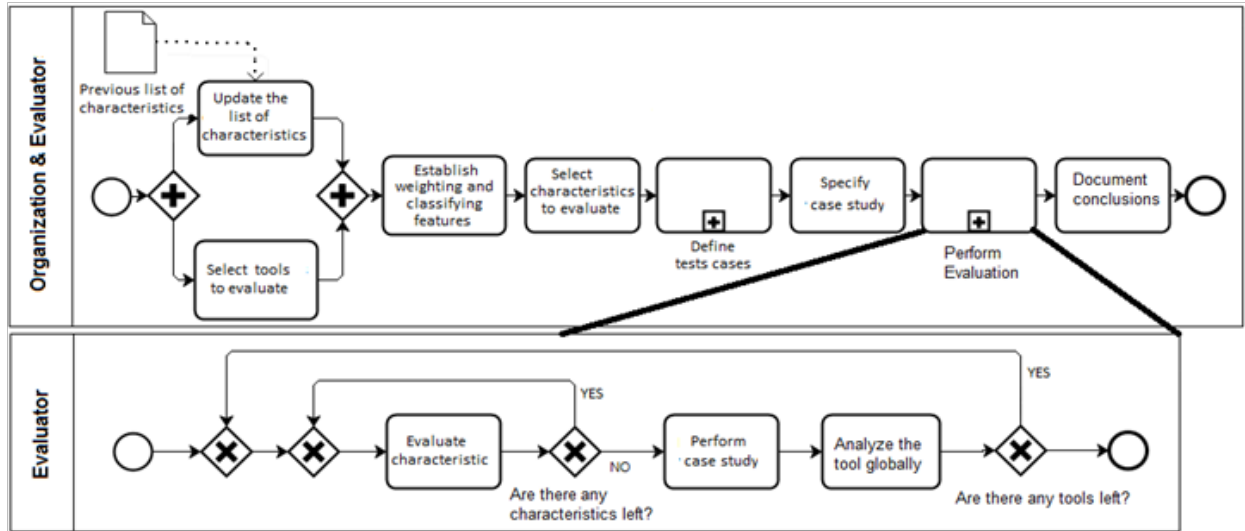 Organization & Evaluator
Previous list of
characteristics
Update the
list of
characteristics
Select tools
to evaluate
Establish
weighting and
classifying
features
Select
characteristics
to evaluate
Define
tests cases
Specify
case study
Perform
Evaluation
Document
conclusions
Evaluator
Evaluate
characteristic
YES
NO
Are there any
characteristics left?
Perform
case study
Analyze the
tool globally
YES
Are there any tools left?